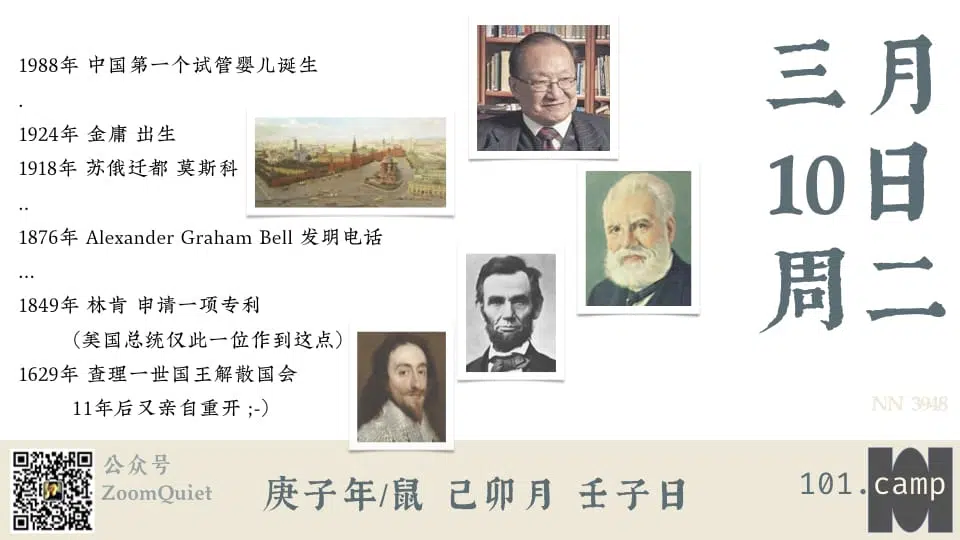 1988年 中国第一个试管婴儿诞生
.
1924年 金庸 出生
1918年 苏俄迁都 莫斯科
..
1876年 Alexander Graham Bell 发明电话
...
1849年 林肯 申请一项专利
（美国总统仅此一位作到这点）
1629年 查理一世国王解散国会
11年后又亲自重开 ;-）
三月
10日
周二
NN 3948
公众号
ZoomQuiet
庚子年/鼠 己卯月 壬子日
101.camp